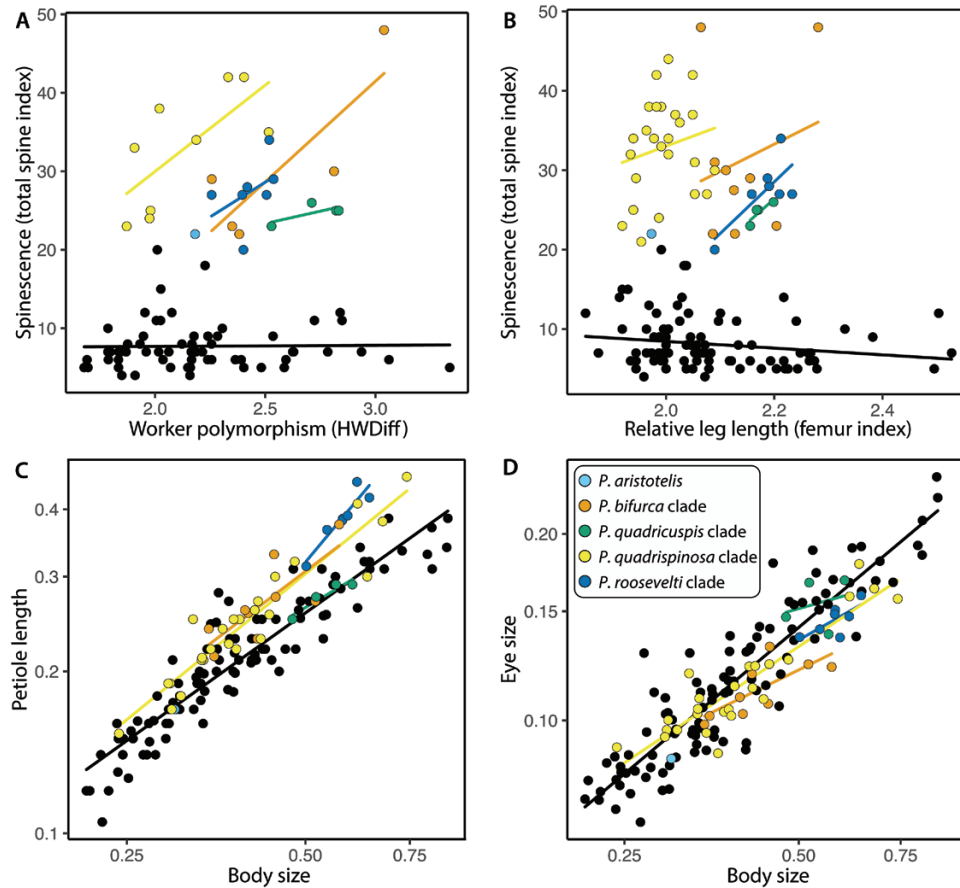 A
Spinescence (total spine index)
50
40
30
20
10
2.0
2.5
3.0
Worker polymorphism (HWDiff)
B
Spinescence (total spine index)
50
40
30
20
10
2.0
2.2
2.4
Relative leg length (femur index)
C
Petiole length
0.4
0.3
0.2
0.1
0.25
0.50
0.75
Body size
D
Eye size
0.20
0.15
0.10
0.25
0.50
0.75
Body size
P. aristotelis
P. bifurca clade
P. quadricuspis clade
P. quadrispinosa clade
P. roosevelti clade